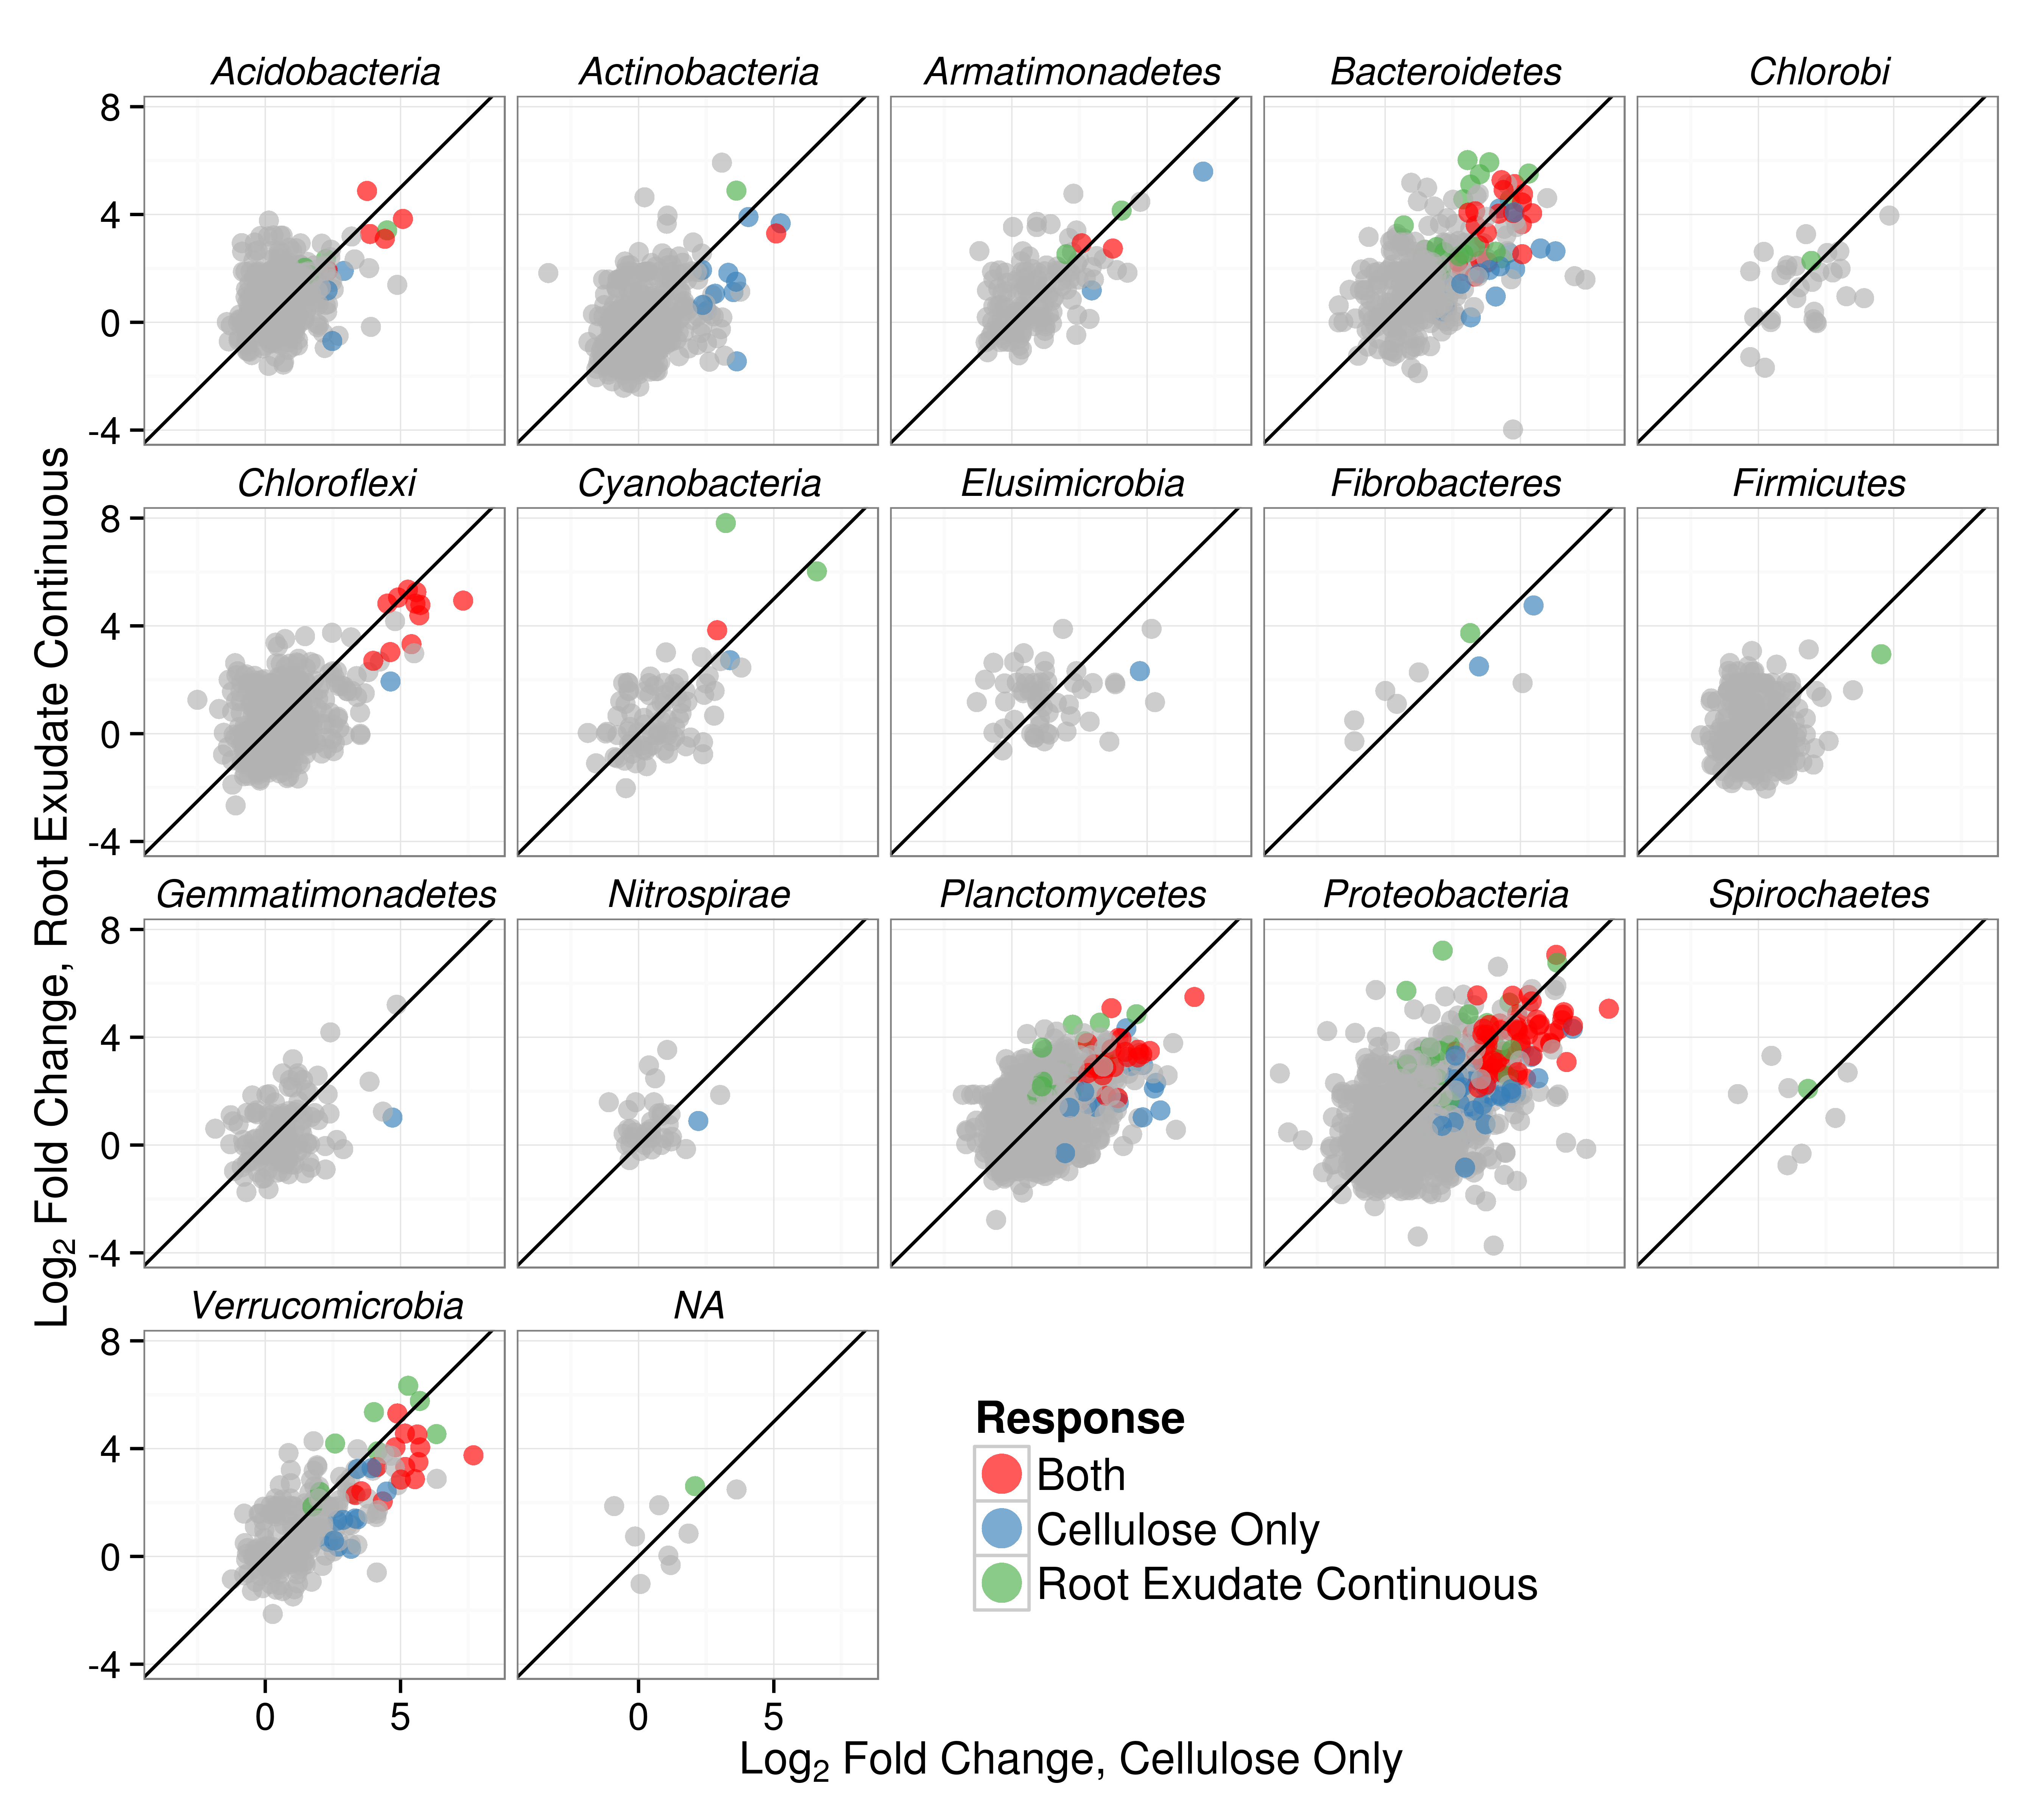 Acidobacteria Actinobacteria Armatimonadetes Bacteroidetes Chlorobi
8
4
0
-4
Chloroflexi Cyanobacteria Elusimicrobia Fibrobacteres Firmicutes
8
4
0
-4
Gemmatimonadetes Nitrospirae Planctomycetes Proteobacteria Spirochaetes
8
4
0
-4
Verrucomicrobia NA
8
4
0
-4
0 5 0 5
Log2 Fold Change, Root Exudate Continuous
Log2 Fold Change, Cellulose Only
Response
Both
Cellulose Only
Root Exudate Continuous